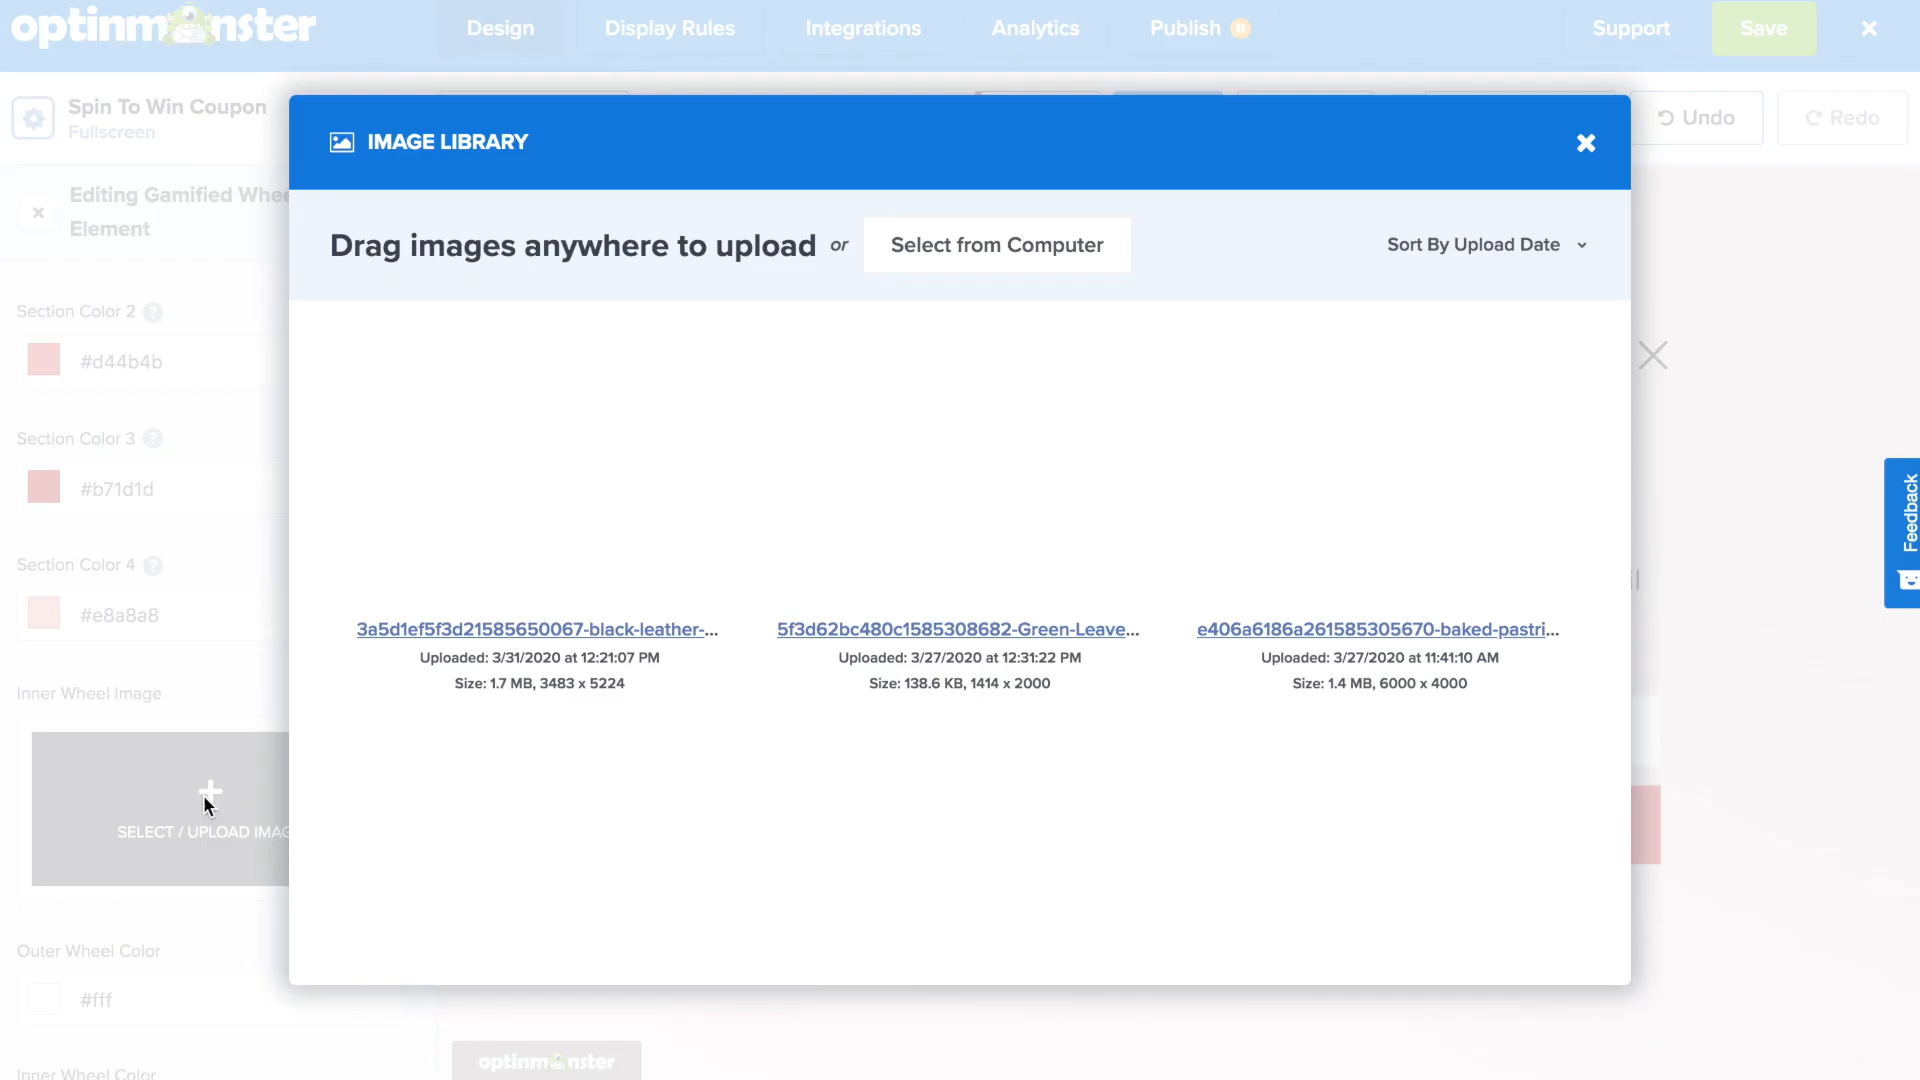 optinmonster
Design
Display Rules
Integrations
Analytics
Publish
Support
Save
Spin To Win Coupon
Fullscreen
Undo
Redo
IMAGE LIBRARY
Editing Gamified Whee
Element
Drag images anywhere to upload or
Select from Computer
Sort By Upload Date
Section Color 2 ?
#d44b4b
Section Color 3 ?
#b71d1d
Section Color 4 ?
#e8a8a8
Feedback
3a5d1ef5f3d21585650067-black-leather-...
Uploaded: 3/31/2020 at 12:21:07 PM
Size: 1.7 MB, 3483 x 5224
5f3d62bc480c1585308682-Green-Leave...
Uploaded: 3/27/2020 at 12:31:22 PM
Size: 138.6 KB, 1414 x 2000
e406a6186a261585305670-baked-pastri...
Uploaded: 3/27/2020 at 11:41:10 AM
Size: 1.4 MB, 6000 x 4000
Inner Wheel Image
SELECT / UPLOAD IMAG
Outer Wheel Color
#fff
Inner Wheel Color
optinmonster